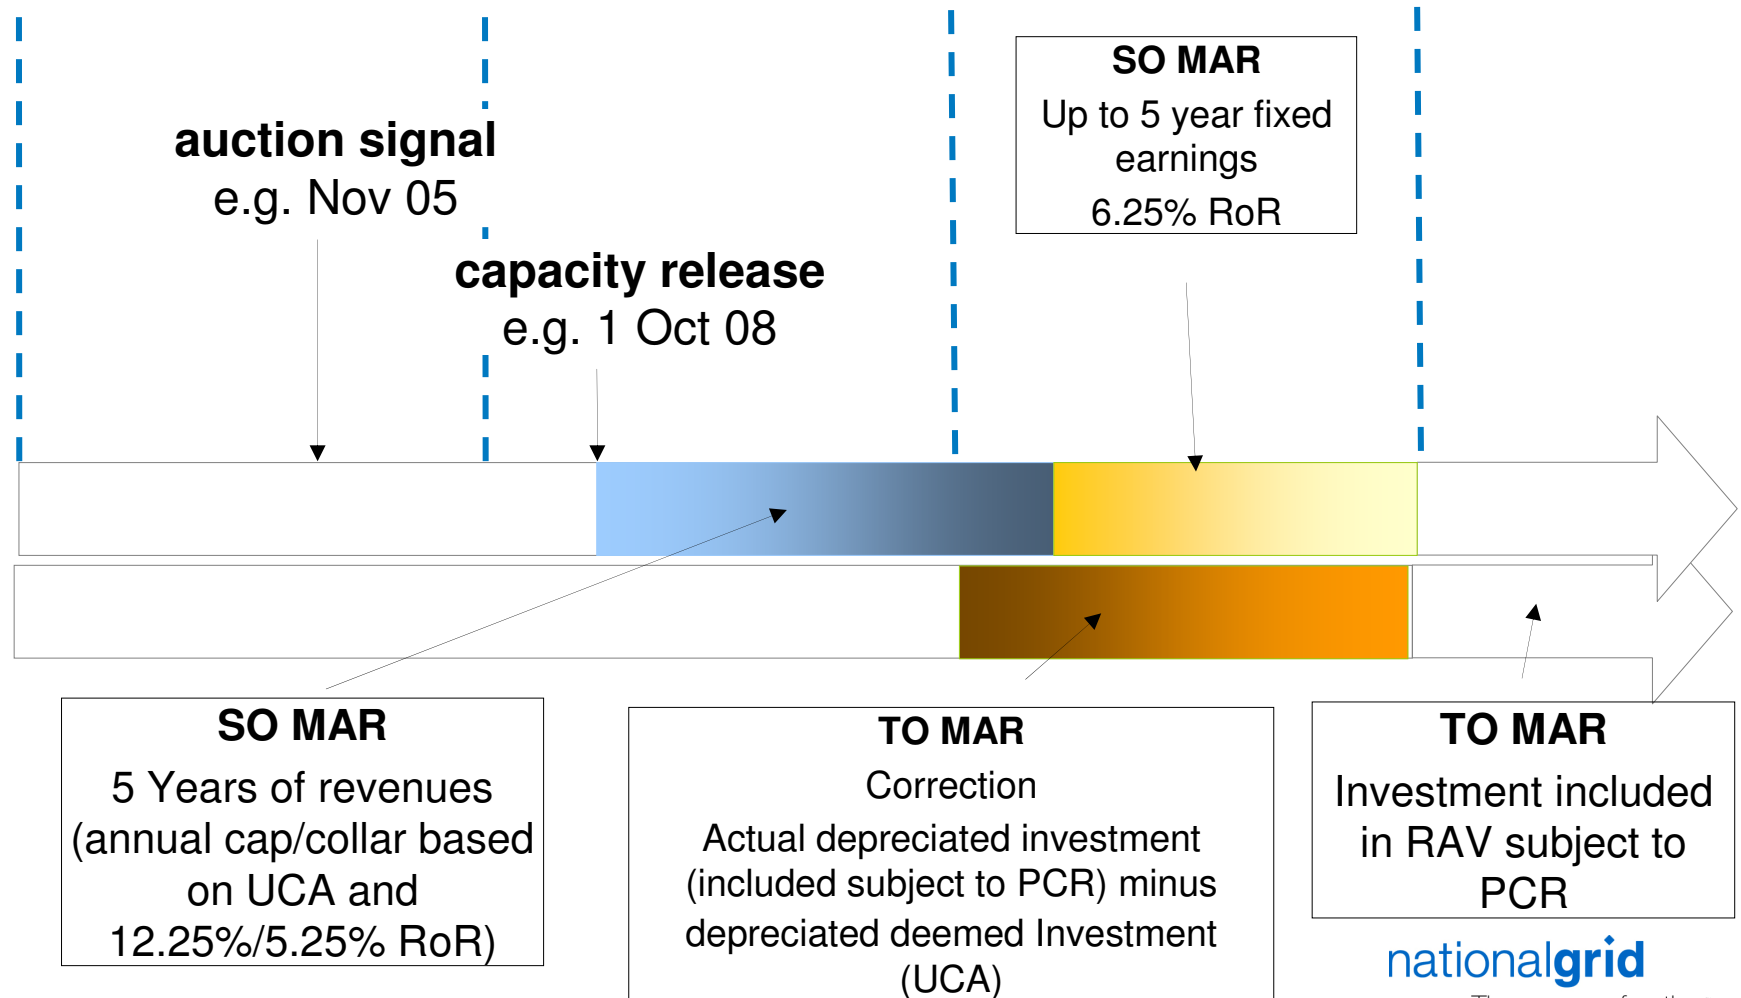 SO MAR
Up to 5 year fixed
earnings
6.25% RoR
auction signal
e.g. Nov 05
capacity release
e.g. 1 Oct 08
SO MAR
5 Years of revenues
(annual cap/collar based
on UCA and
12.25%/5.25% RoR)
TO MAR
Correction
Actual depreciated investment
(included subject to PCR) minus
depreciated deemed Investment
(UCA)
TO MAR
Investment included
in RAV subject to
PCR
nationalgrid